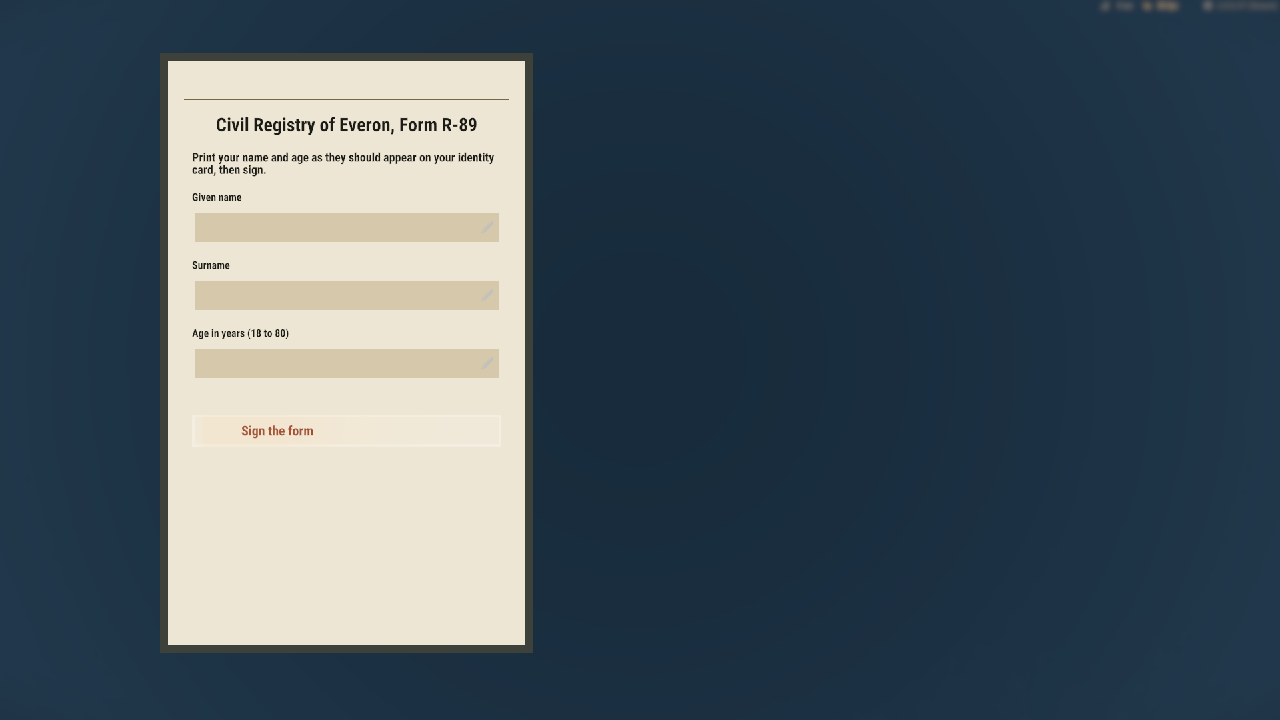 Civil Registry of Everon, Form R-89
Print your name and age as they should appear on your identity
card, then sign.
Given name
Surname
Age in years (18 to 80)
Sign the form